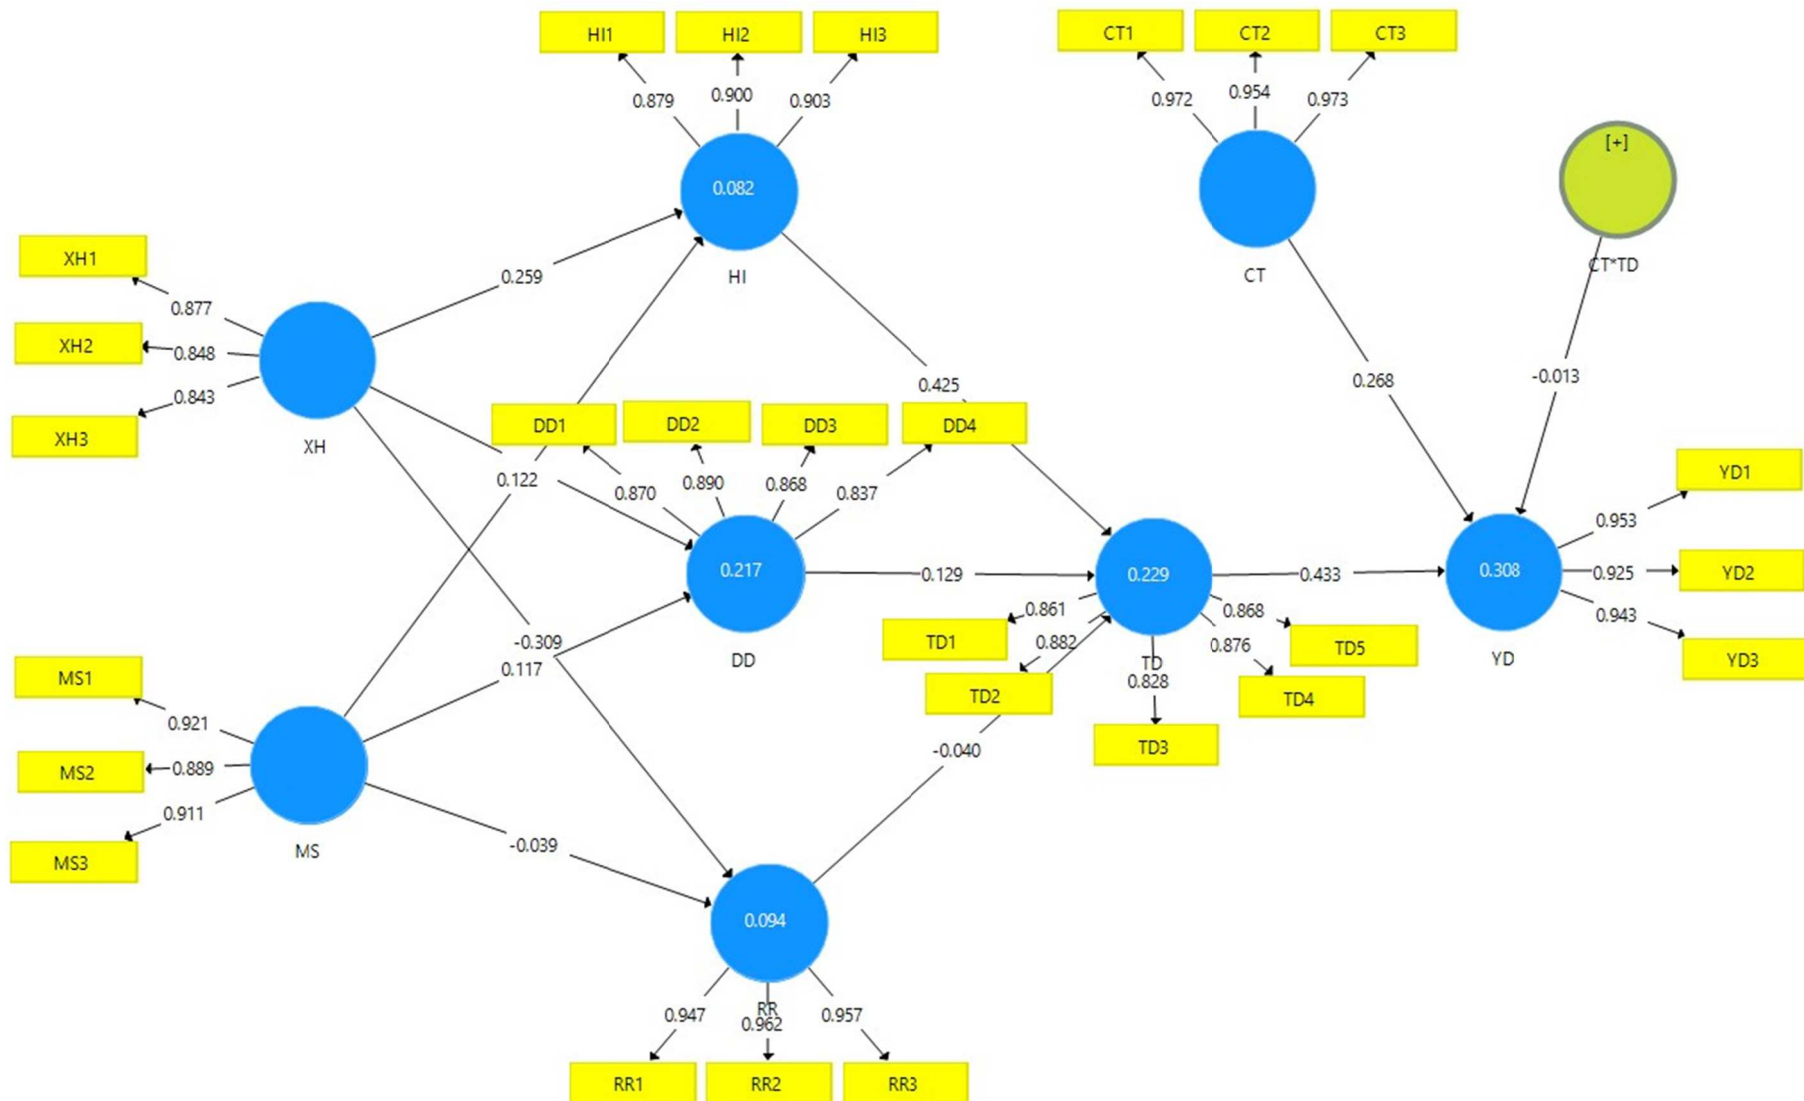 HI1 HI2 HI3 CT1 CT2 CT3
0.879 0.900 0.903 0.972 0.954 0.973
[+]
0.082
HI CT CT*TD
XH1
0.877
XH2 0.848
0.843
XH3
XH
0.259
0.425 0.268 -0.013
DD1 DD2 DD3 DD4
0.122 0.870 0.890 0.868 0.837
YD1
0.953
0.217 0.129 0.229 0.433 0.308 0.925 YD2
0.943
YD3
DD YD
0.861 0.868
TD1 0.882 TD 0.876 TD5
0.828
TD2 TD4
TD3
-0.309
0.117
-0.040
MS1
0.921
MS2 0.889
0.911
MS3
MS
-0.039
0.094
RR
0.947 0.962 0.957
RR1 RR2 RR3